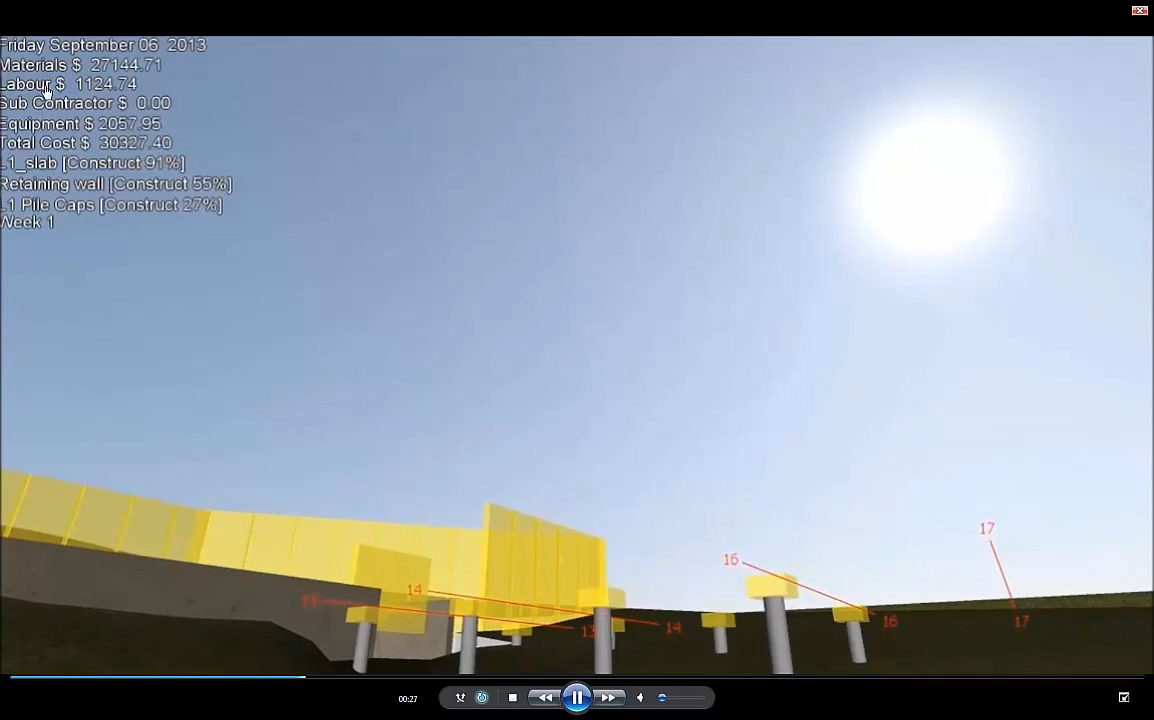 Friday September 06 2013
Materials $ 27144.71
Labour $ 1124.74
Sub Contractor $ 0.00
Equipment $ 2057.95
Total Cost $ 30327.40
L1_slab [Construct 91%]
Retaining wall [Construct 55%]
L1 Pile Caps [Construct 27%]
Week 1
17
16
14
13
14
16
17
00:27